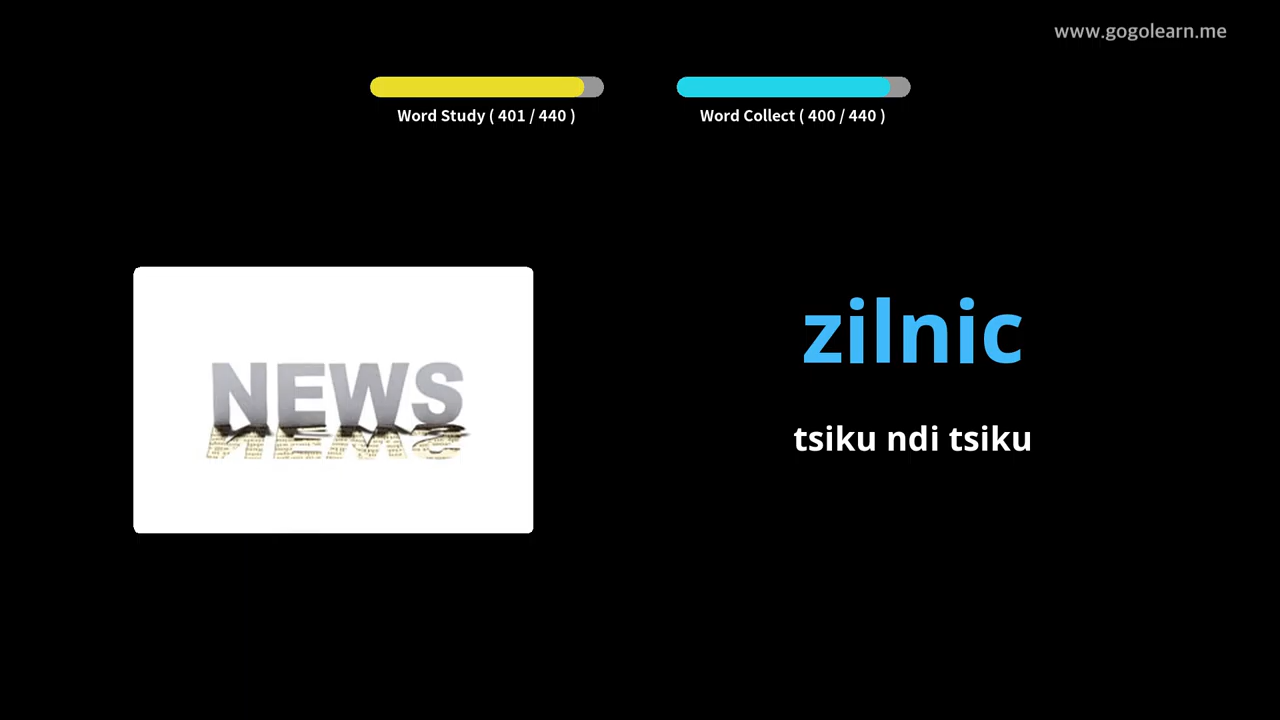 www.gogolearn.me
Word Study ( 401 / 440 )
Word Collect ( 400 / 440 )
NEWS
zilnic
tsiku ndi tsiku